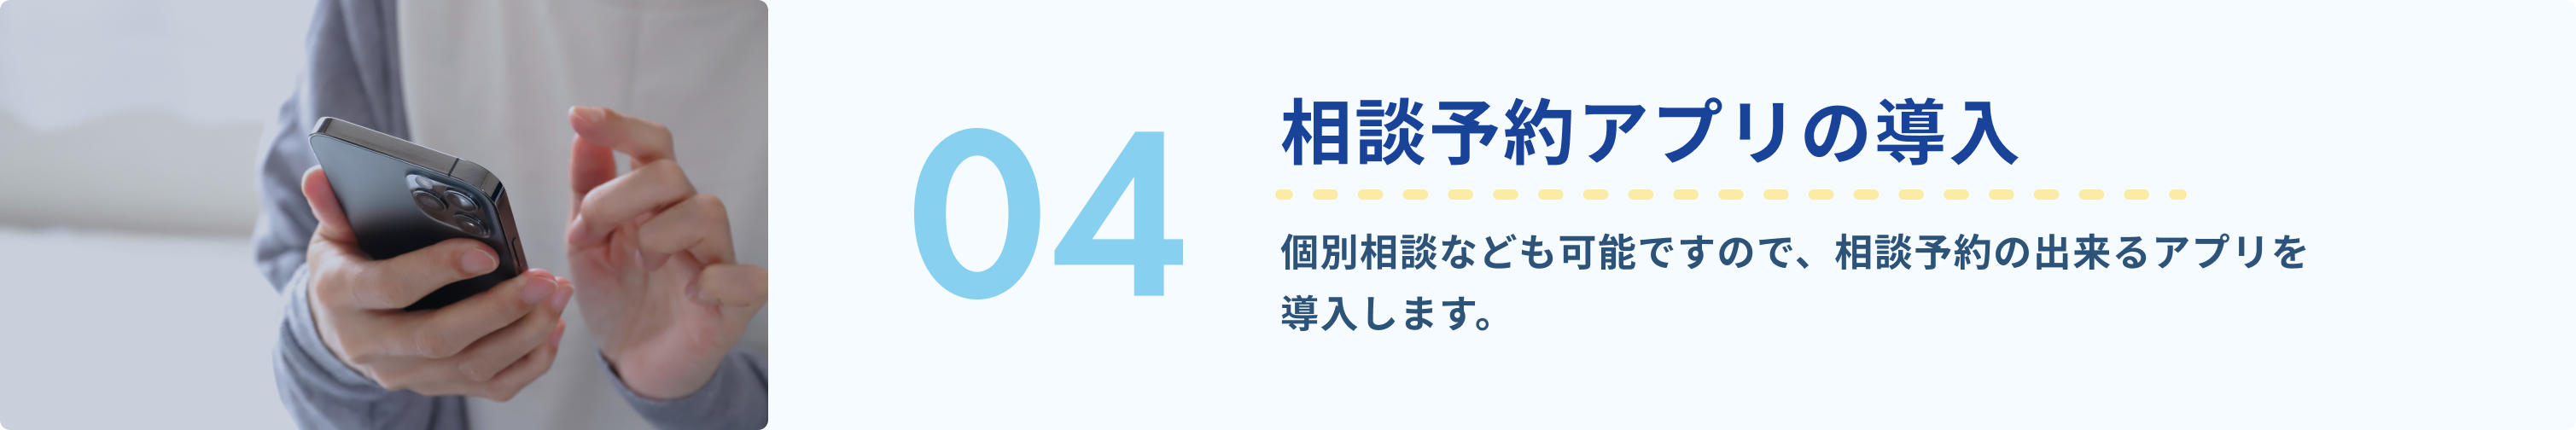 04
相談予約アプリの導入
個別相談なども可能ですので、相談予約の出来るアプリを
導入します。